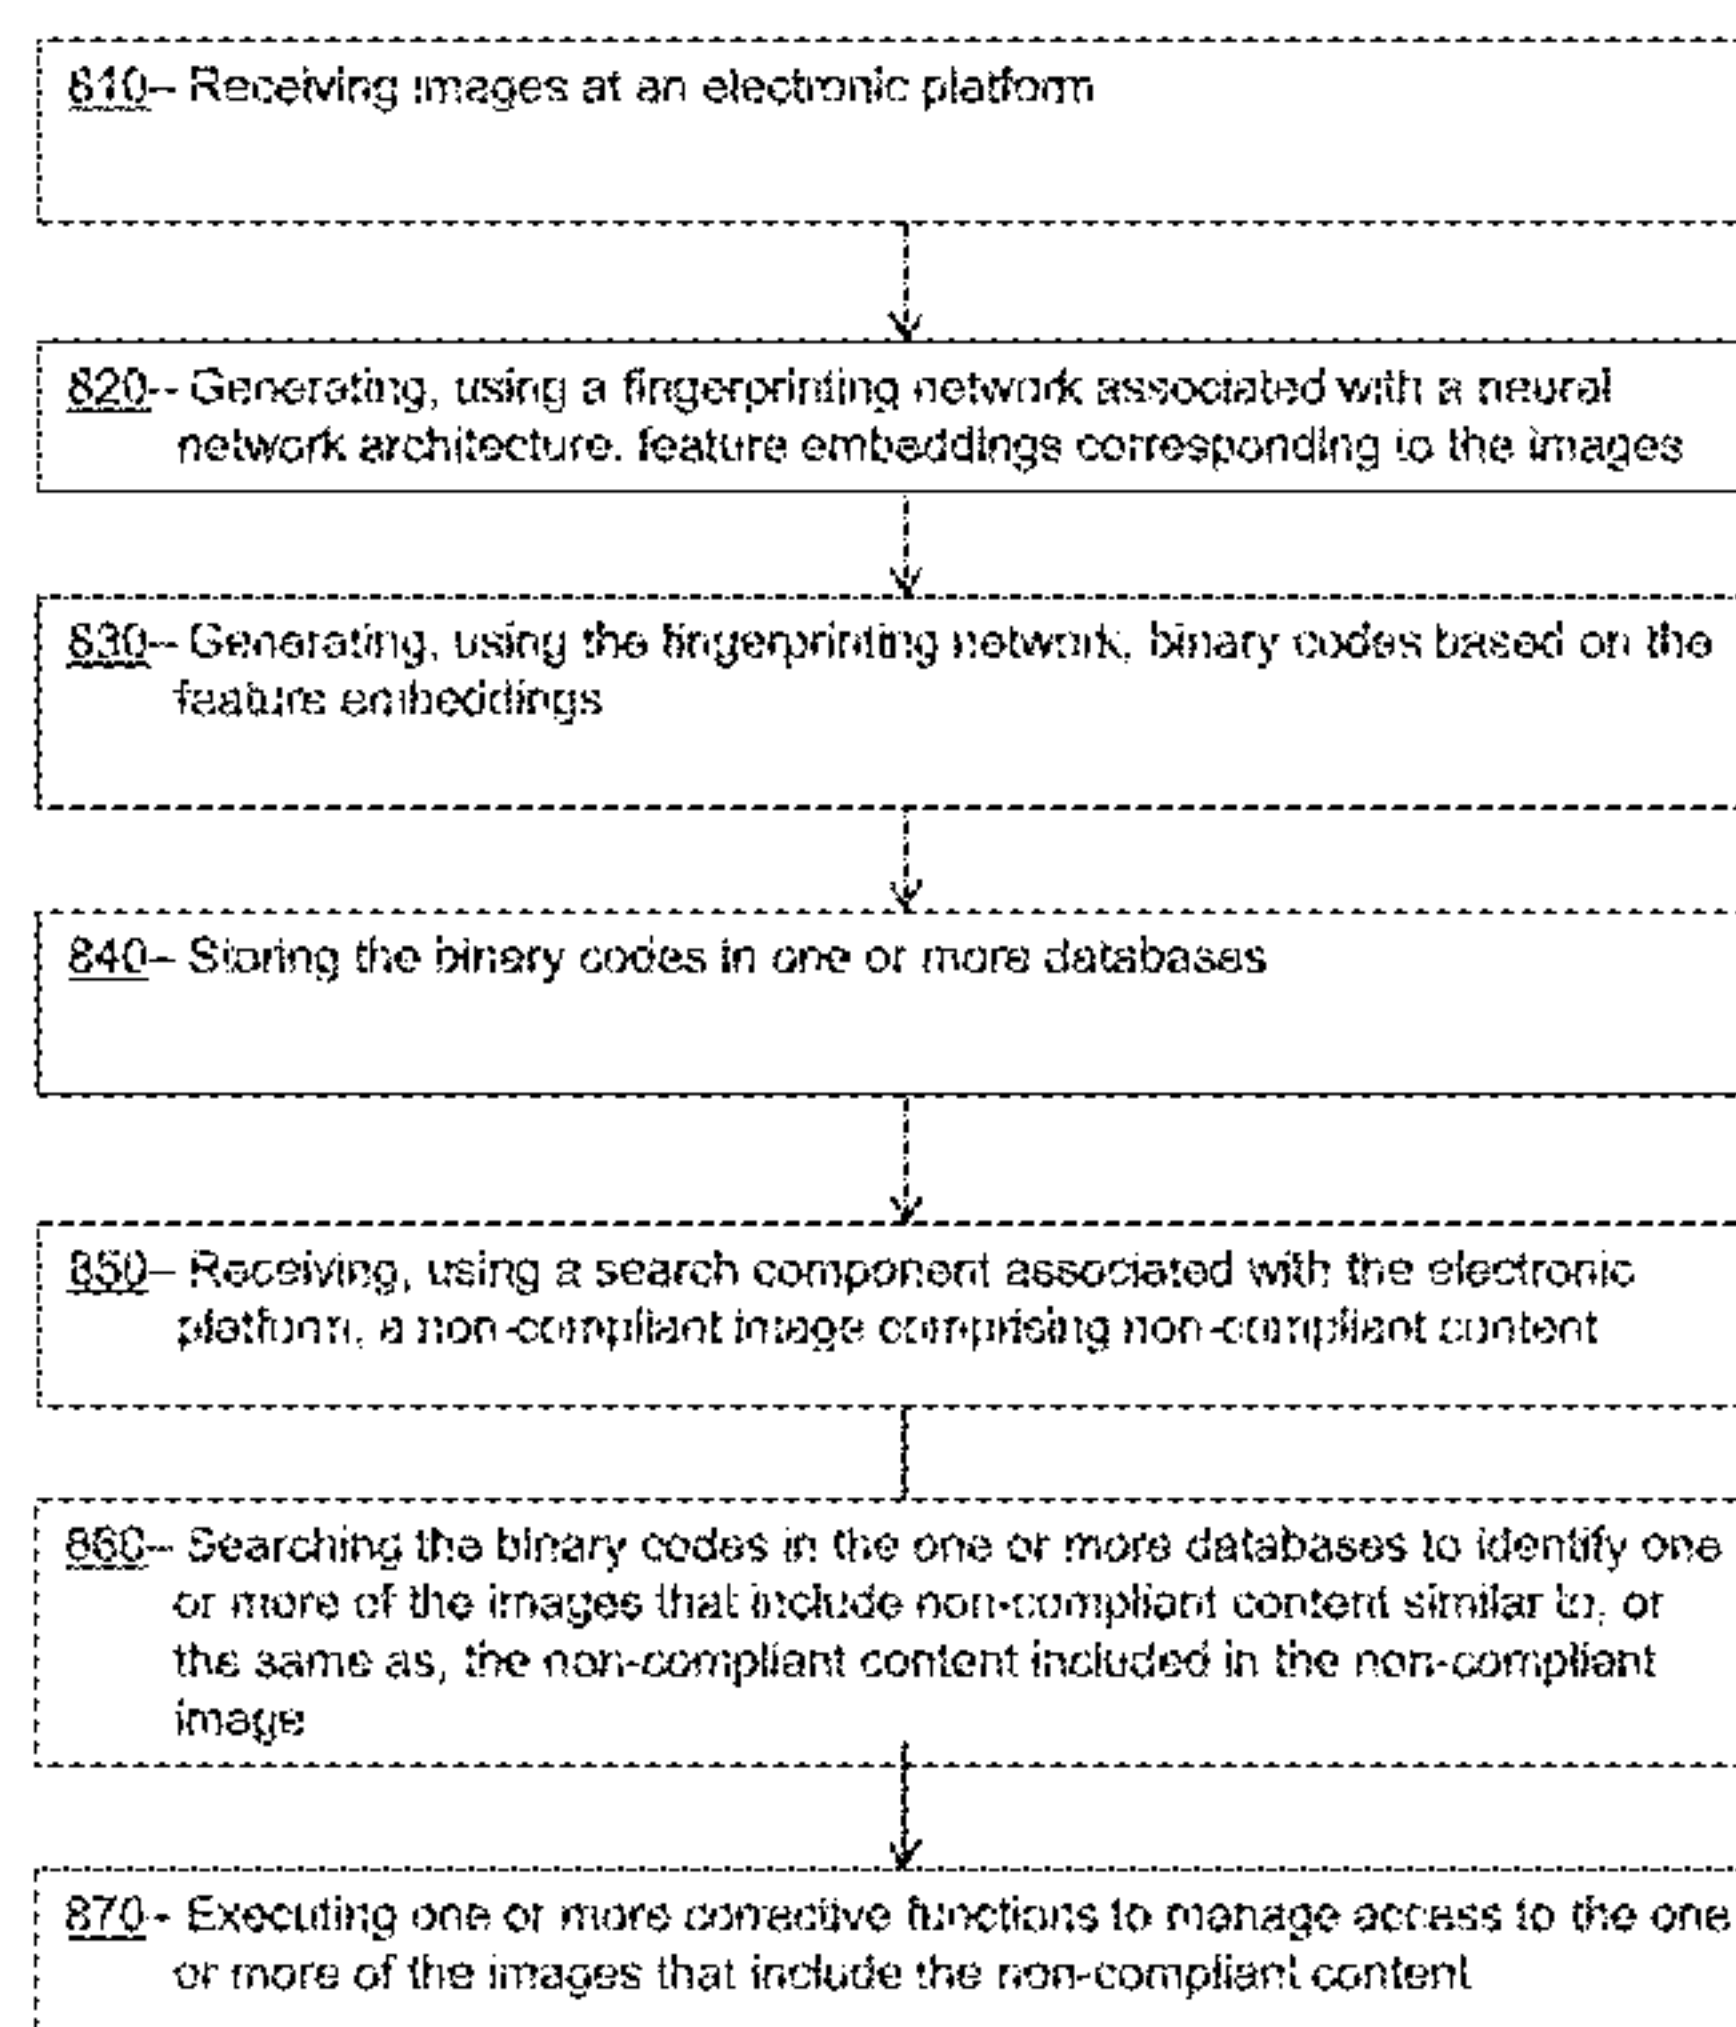 810– Receiving images at an electronic platform
820-- Generating, using a fingerprinting network associated with a neural
network architecture, feature embeddings corresponding to the images
830-- Generating, using the fingerprinting network, binary codes based on the
feature embeddings
840– Storing the binary codes in one or more databases
850– Receiving, using a search component associated with the electronic
platform, a non-compliant image comprising non-compliant content
860-- Searching the binary codes in the one or more databases to identify one
or more of the images that include non-compliant content similar to, or
the same as, the non-compliant content included in the non-compliant
image
870- Executing one or more corrective functions to manage access to the one
or more of the images that include the non-compliant content